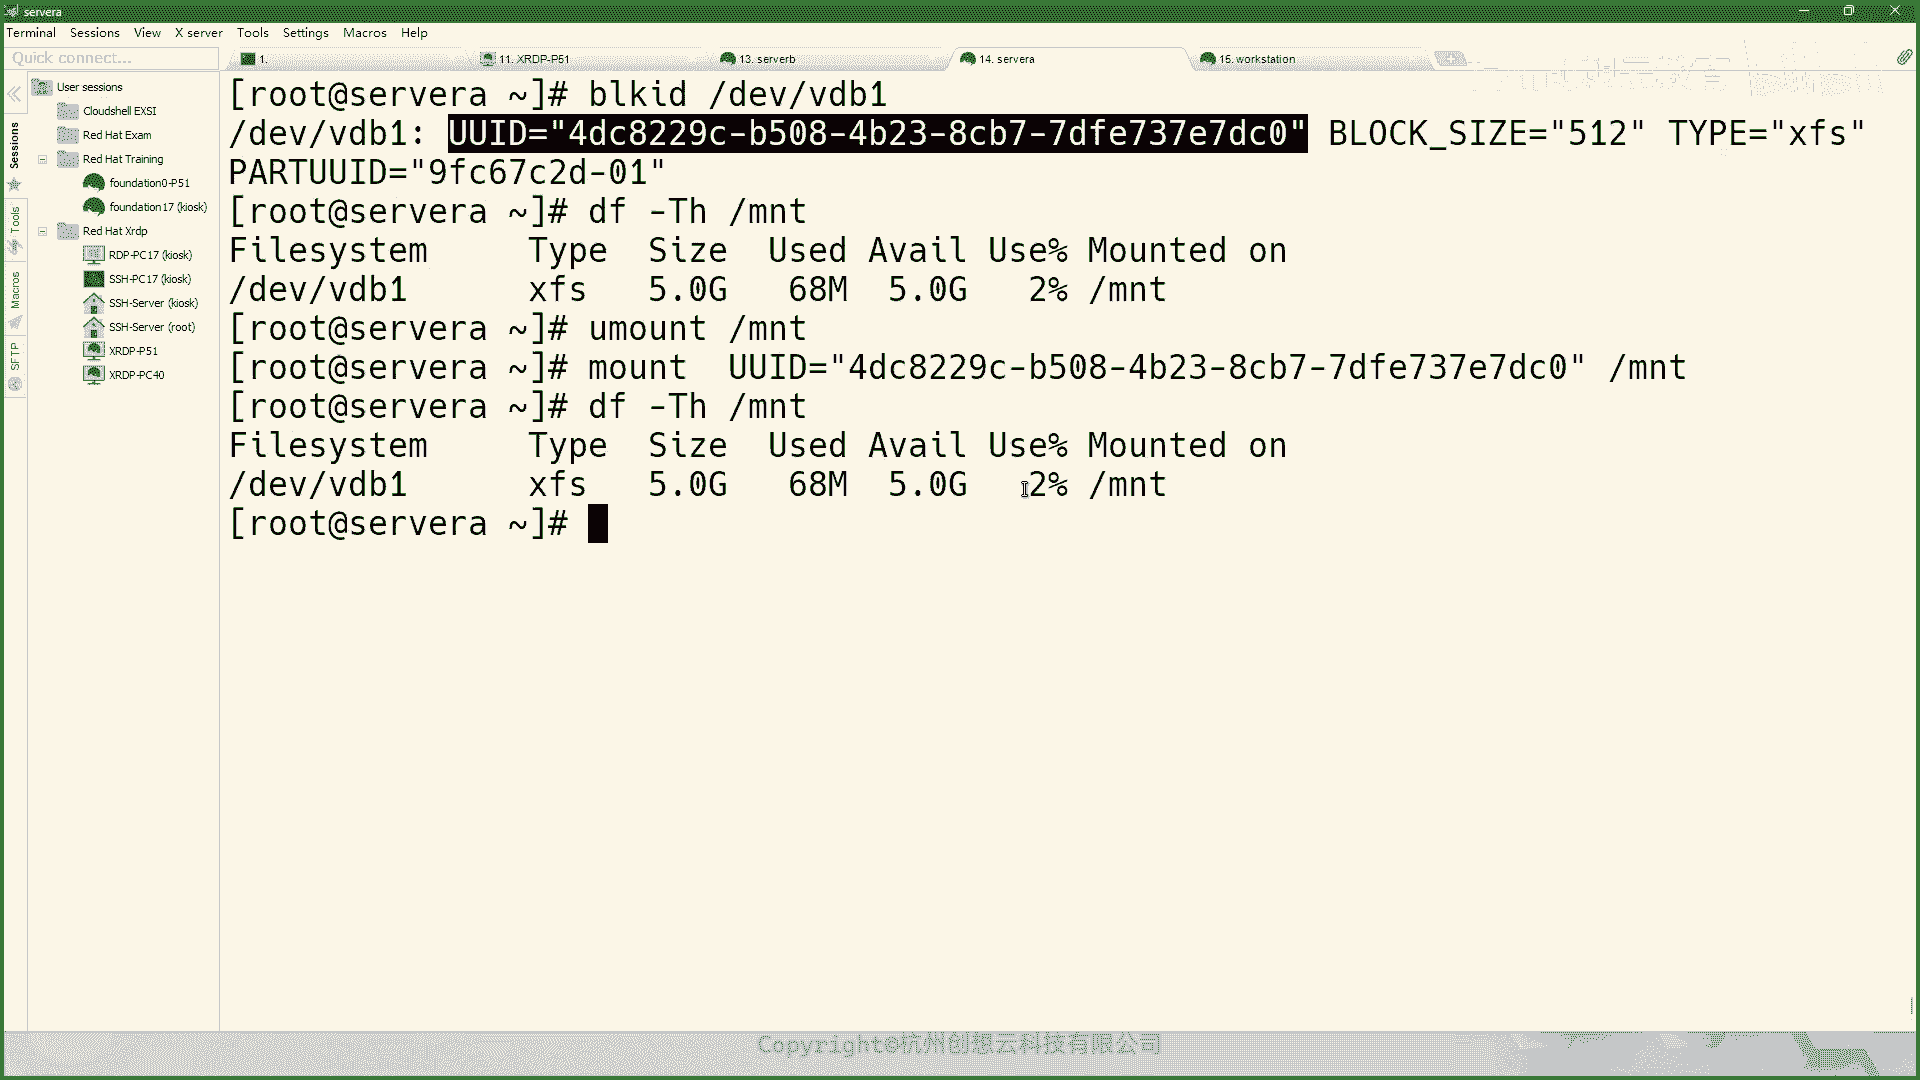 servera
Terminal Sessions View X server Tools Settings Macros Help
Quick connect...
1.
11. XRDP-P51
13. serverb
14. servera
15. workstation
Sessions
Tools
Macros
SFTP
User sessions
Cloudshell EXSI
Red Hat Exam
Red Hat Training
foundation0-P51
foundation17 (kiosk)
Red Hat Xrdp
RDP-PC17 (kiosk)
SSH-PC17 (kiosk)
SSH-Server (kiosk)
SSH-Server (root)
XRDP-P51
XRDP-PC40
[root@servera ~]# blkid /dev/vdb1
/dev/vdb1: UUID="4dc8229c-b508-4b23-8cb7-7dfe737e7dc0" BLOCK_SIZE="512" TYPE="xfs"
PARTUUID="9fc67c2d-01"
[root@servera ~]# df -Th /mnt
Filesystem Type Size Used Avail Use% Mounted on
/dev/vdb1 xfs 5.0G 68M 5.0G 2% /mnt
[root@servera ~]# umount /mnt
[root@servera ~]# mount UUID="4dc8229c-b508-4b23-8cb7-7dfe737e7dc0" /mnt
[root@servera ~]# df -Th /mnt
Filesystem Type Size Used Avail Use% Mounted on
/dev/vdb1 xfs 5.0G 68M 5.0G 2% /mnt
[root@servera ~]#
Copyright©杭州创想云科技有限公司